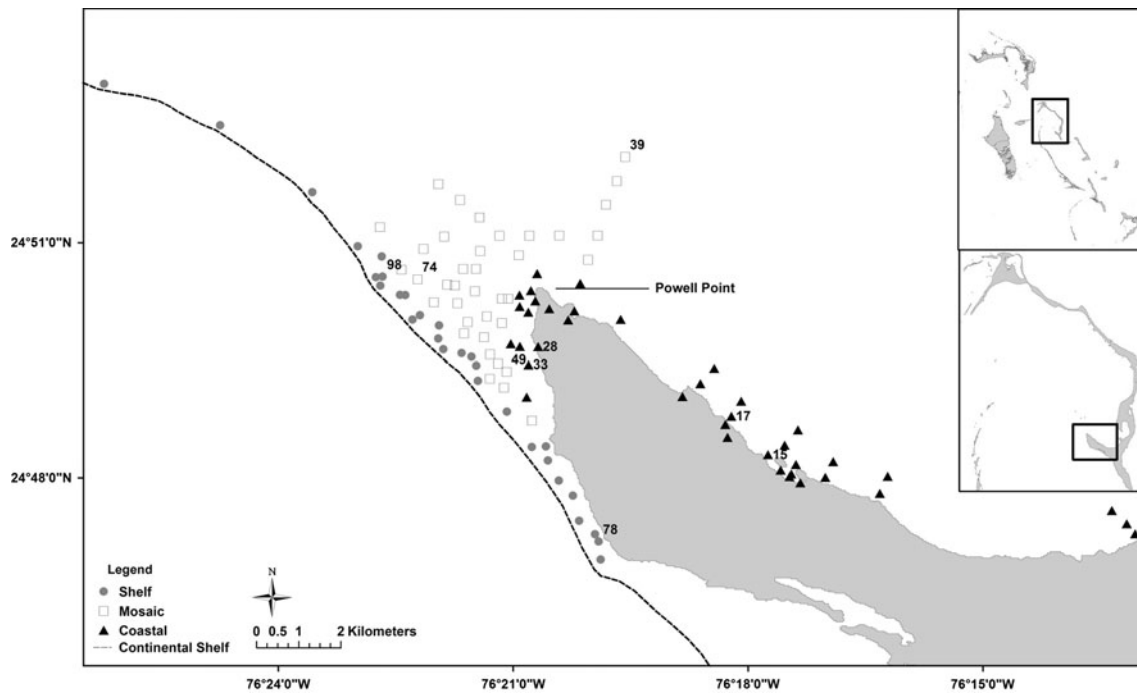 39
24°51'0"N
98
74
Powell Point
28
49
33
17
15
24°48'0"N
78
Legend
Shelf
Mosaic
Coastal
Continental Shelf
N
0 0.5 1 2 Kilometers
76°24'0"W 76°21'0"W 76°18'0"W 76°15'0"W